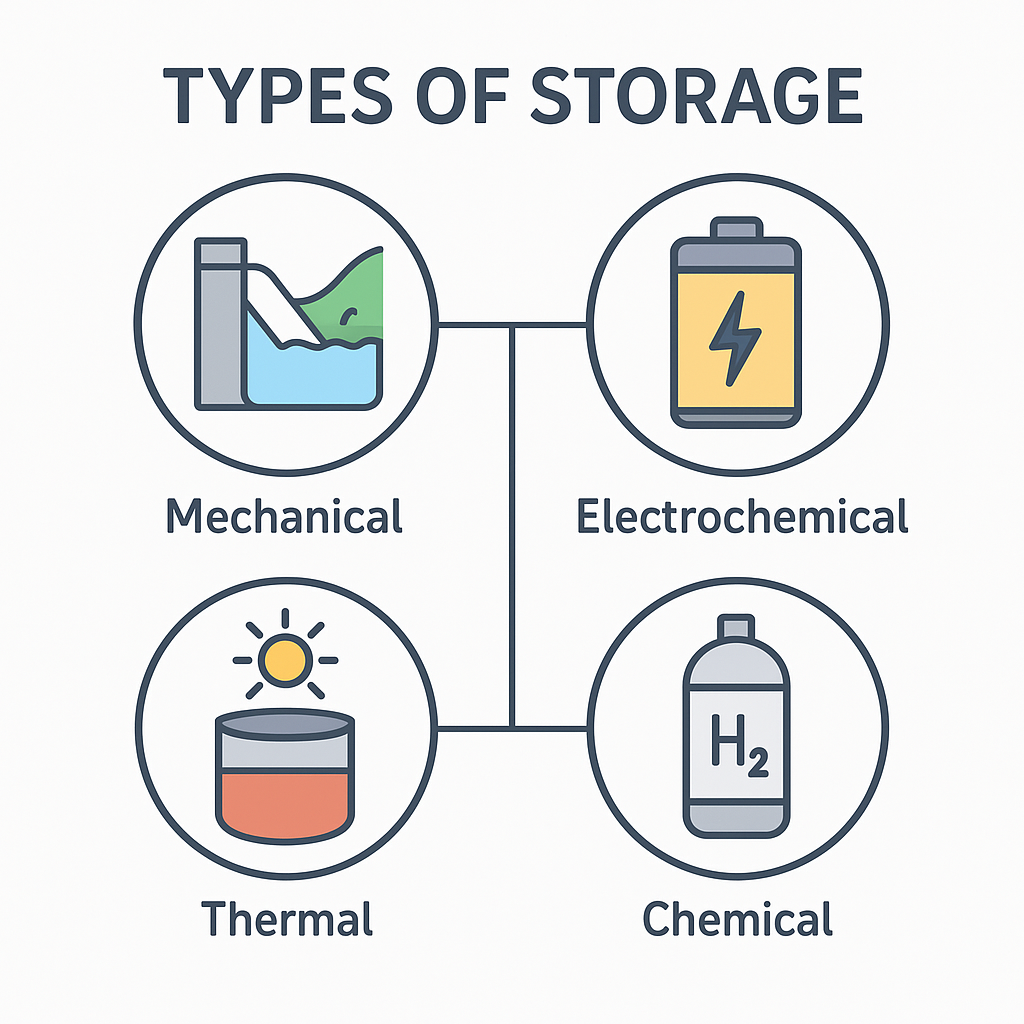 TYPES OF STORAGE
Mechanical
Electrochemical
H2
Thermal
Chemical